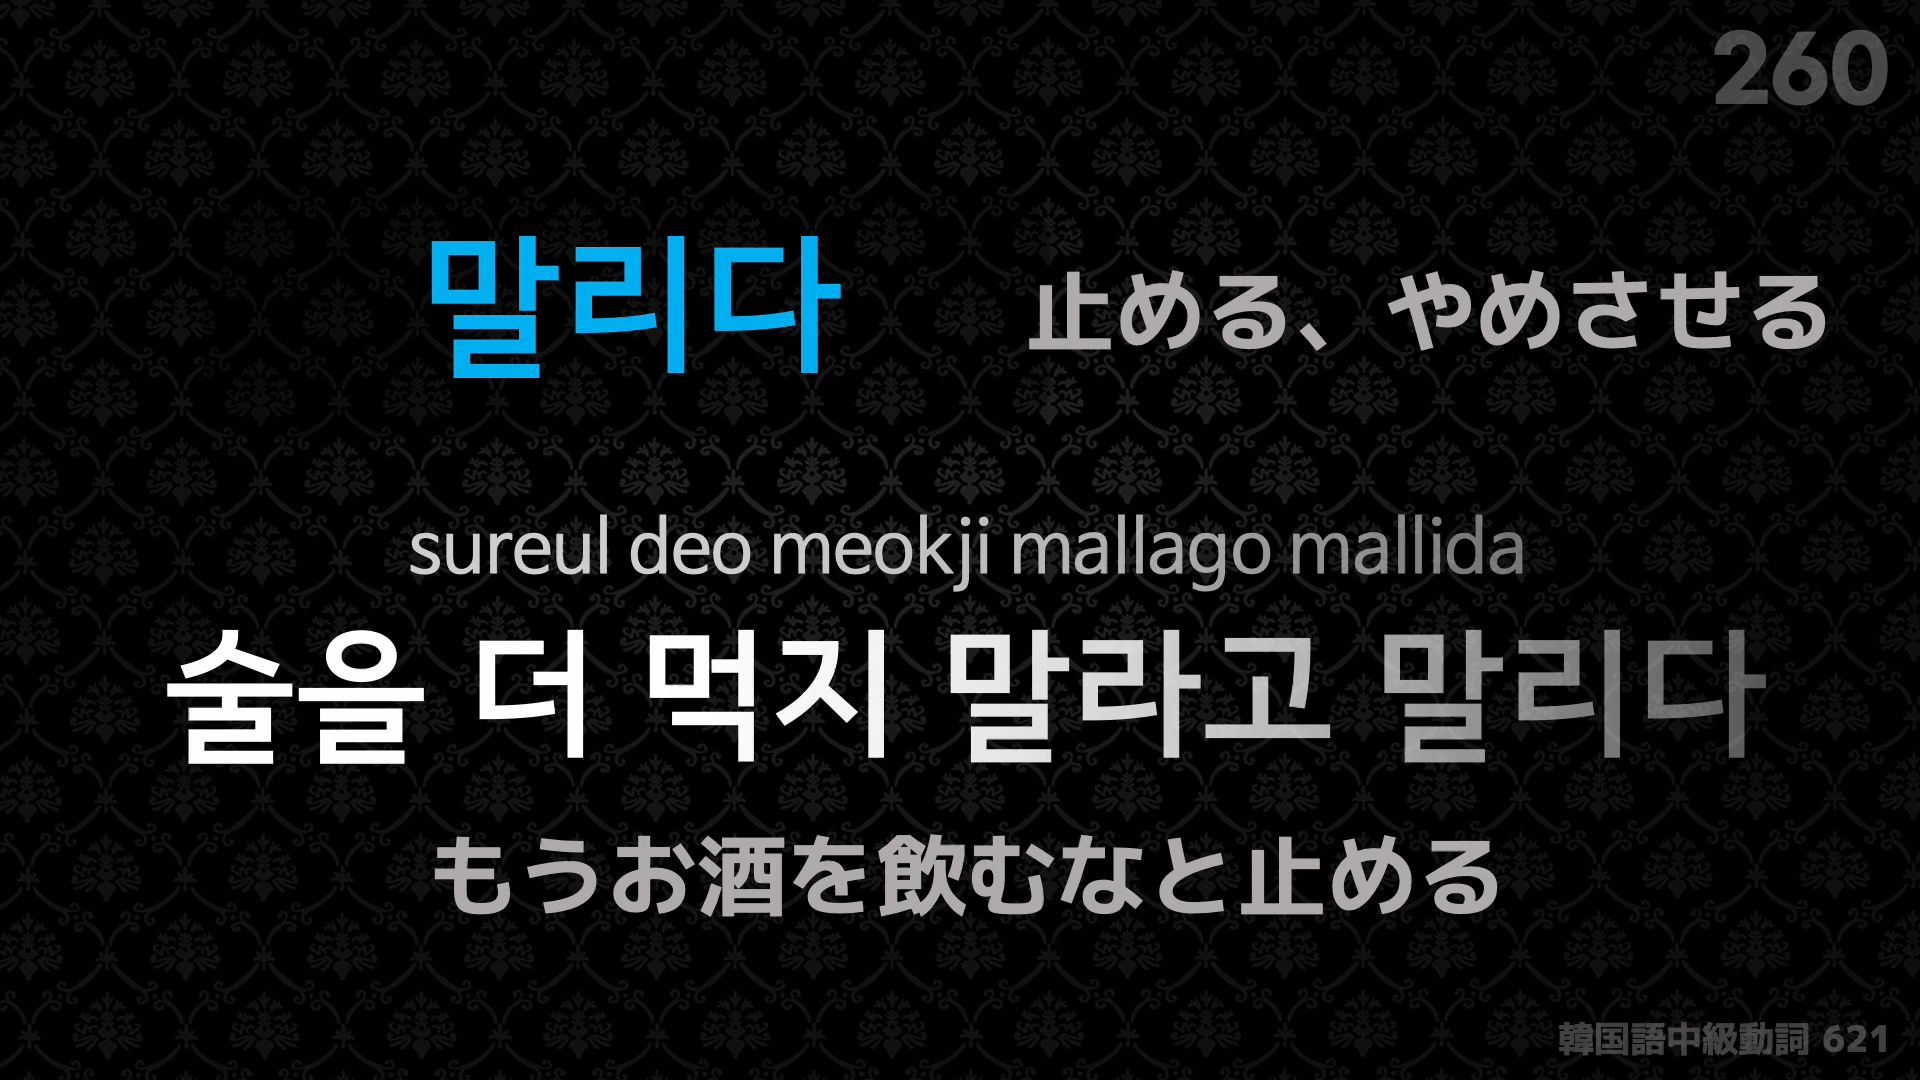 260
말리다
止める、やめさせる
sureul deo meokji mallago mallida
술을 더 먹지 말라고 말리다
もうお酒を飲むなと止める
韓国語中級動詞 621